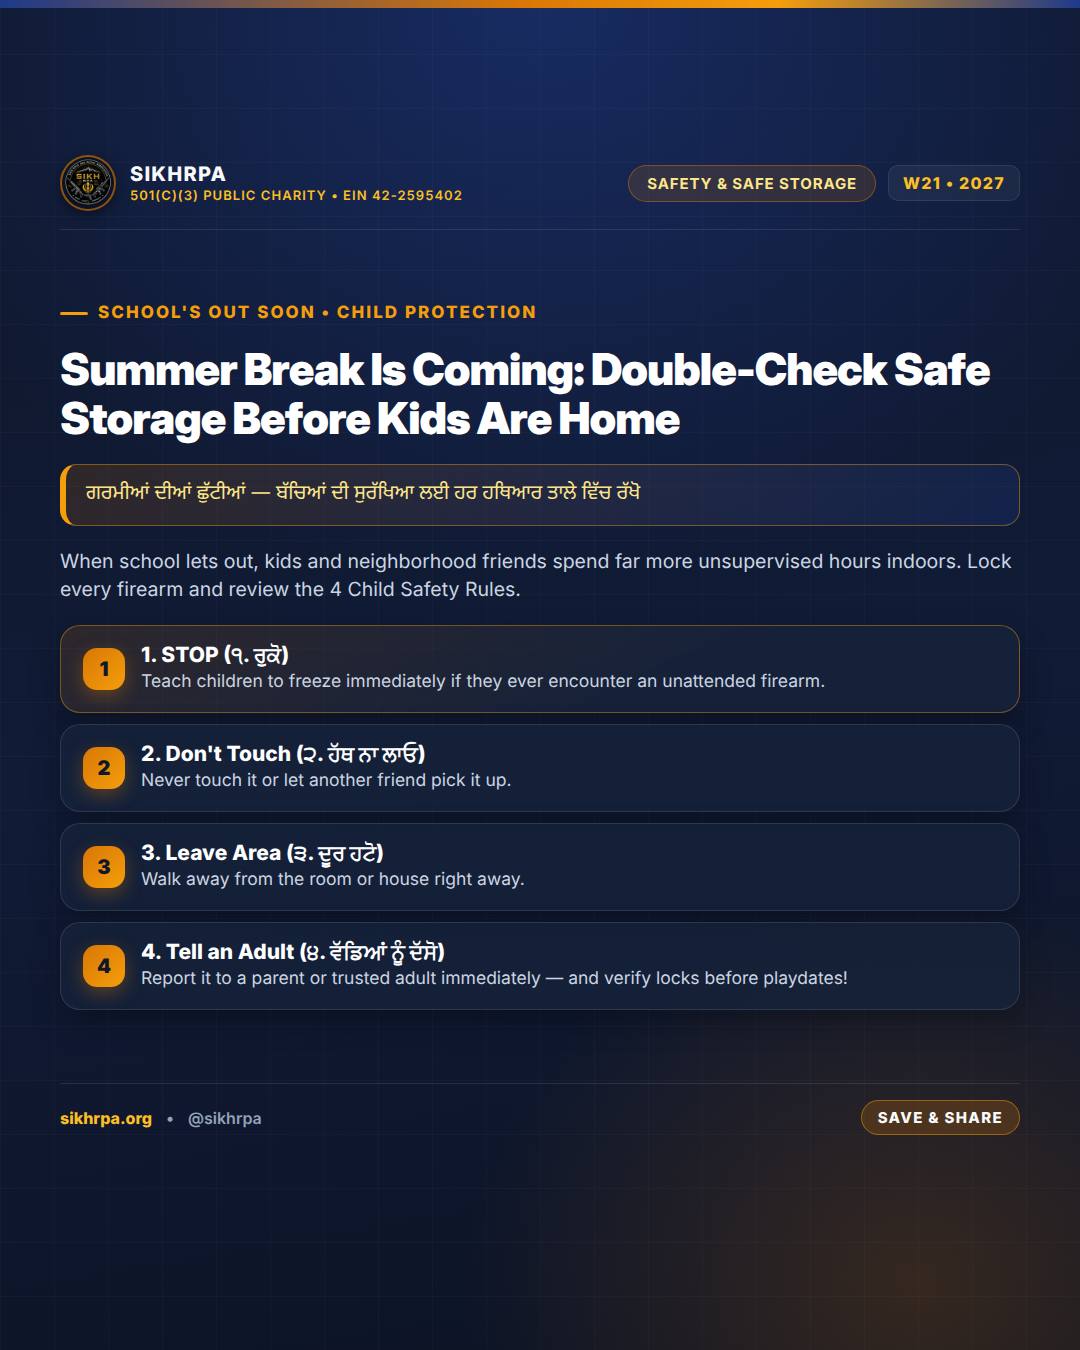 SIKH
SIKHRPA
501(C)(3) PUBLIC CHARITY • EIN 42-2595402
SAFETY & SAFE STORAGE
W21 • 2027
SCHOOL'S OUT SOON • CHILD PROTECTION
Summer Break Is Coming: Double-Check Safe
Storage Before Kids Are Home
ਗਰਮੀਆਂ ਦੀਆਂ ਛੁੱਟੀਆਂ — ਬੱਚਿਆਂ ਦੀ ਸੁਰੱਖਿਆ ਲਈ ਹਰ ਹਥਿਆਰ ਤਾਲੇ ਵਿੱਚ ਰੱਖੋ
When school lets out, kids and neighborhood friends spend far more unsupervised hours indoors. Lock
every firearm and review the 4 Child Safety Rules.
1
1. STOP (੧. ਰੁਕੋ)
Teach children to freeze immediately if they ever encounter an unattended firearm.
2
2. Don't Touch (੨. ਹੱਥ ਨਾ ਲਾਓ)
Never touch it or let another friend pick it up.
3
3. Leave Area (੩. ਦੂਰ ਹਟੋ)
Walk away from the room or house right away.
4
4. Tell an Adult (੪. ਵੱਡਿਆਂ ਨੂੰ ਦੱਸੋ)
Report it to a parent or trusted adult immediately — and verify locks before playdates!
sikhrpa.org • @sikhrpa
SAVE & SHARE